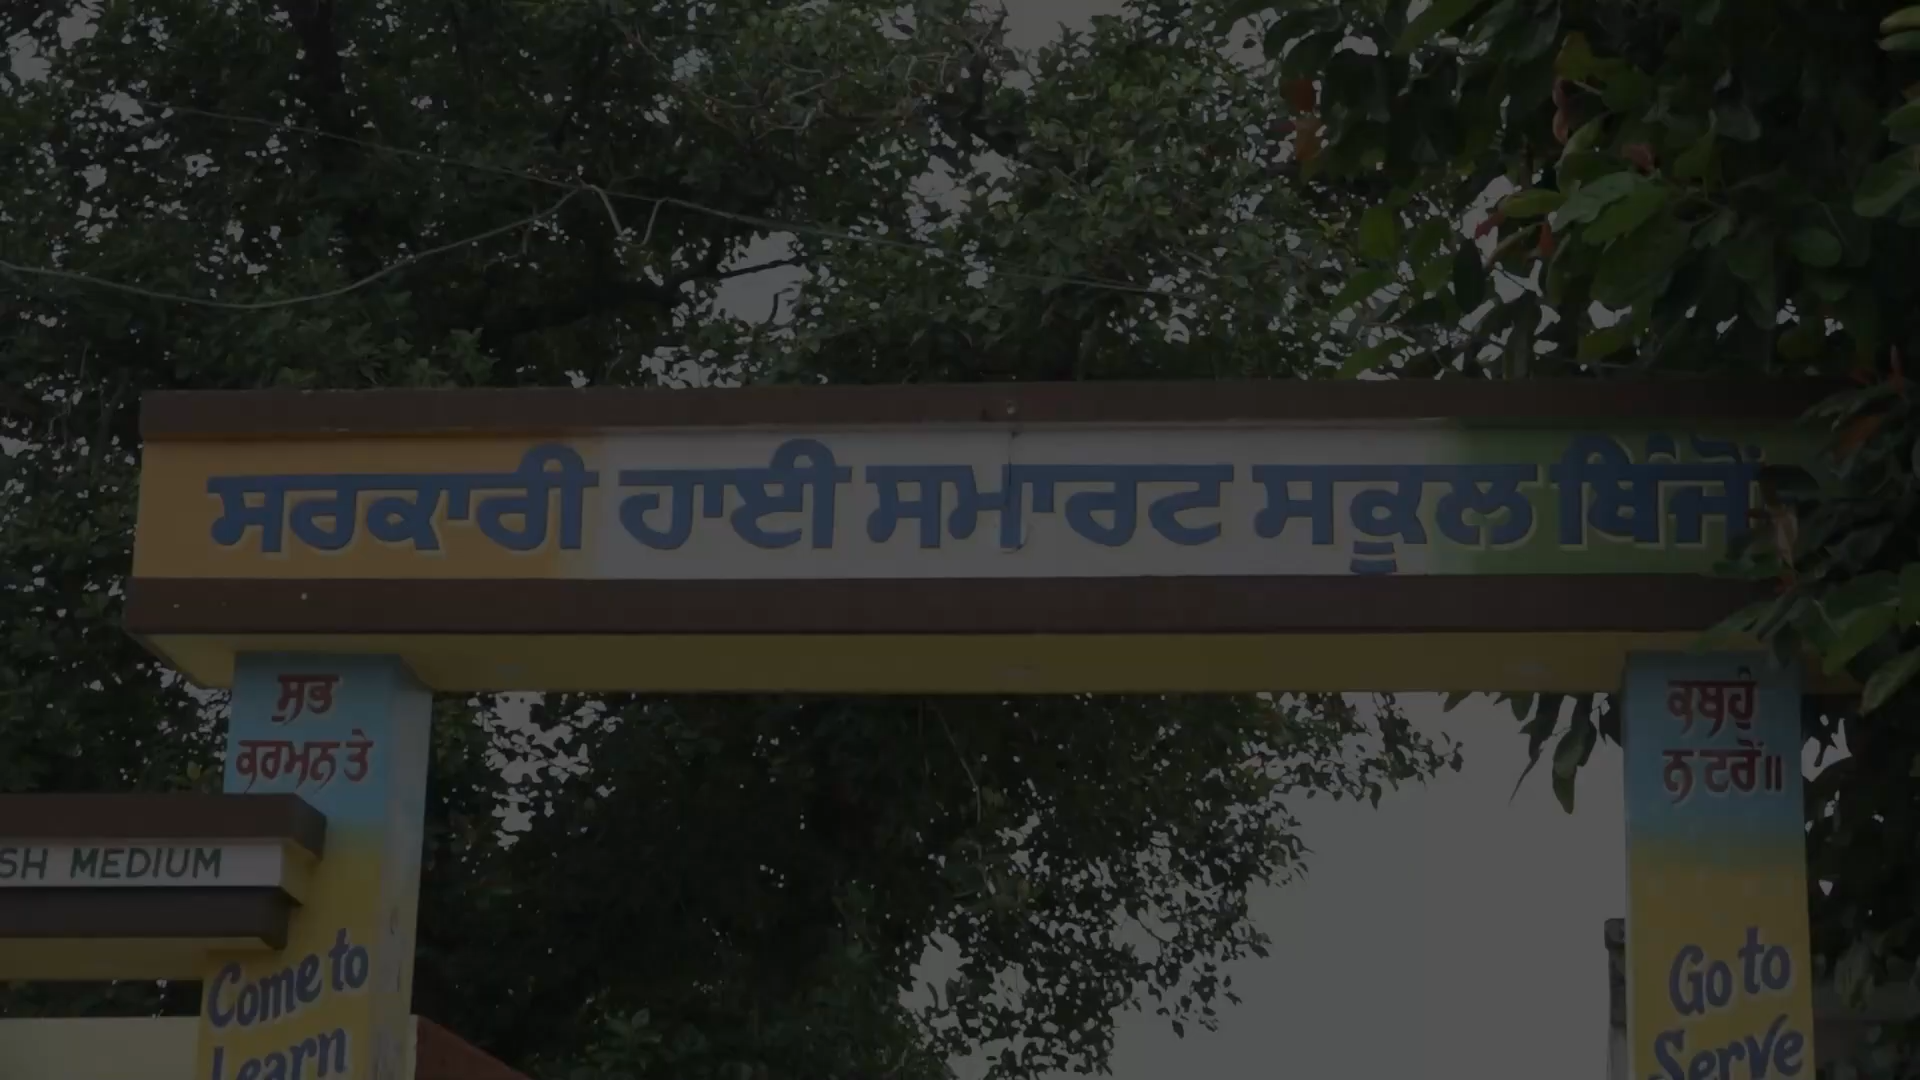 ਸਰਕਾਰੀ ਹਾਈ ਸਮਾਰਟ ਸਕੂਲ ਬਿੰਜੋਂ
ਸੁਭ
ਕਰਮਨ ਤੇ
ਕਬਹੂੰ
ਨ ਟਰੋਂ॥
SH MEDIUM
Come to
Learn
Go to
Serve